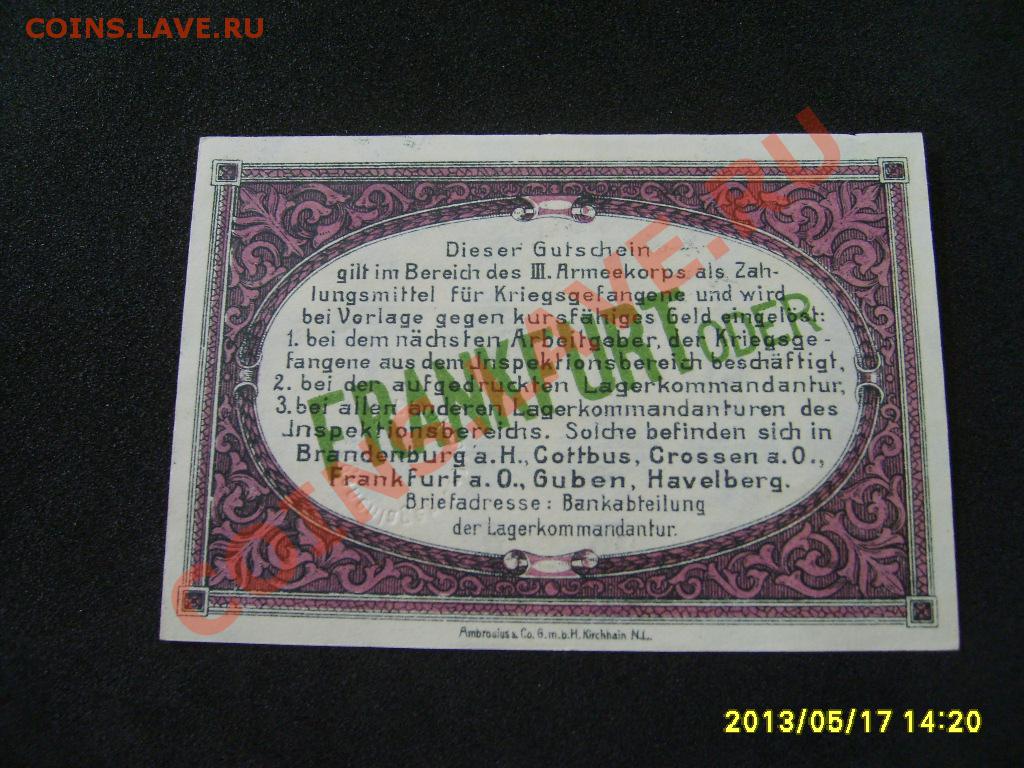 COINS.LAVE.RU
Dieser Gutschein
gilt im Bereich des III. Armeekorps als Zah-
lungsmittel für Kriegsgefangene und wird
bei Vorlage gegen kursfähiges Geld eingelöst:
1. bei dem nächsten Arbeitgeber, der Kriegsge-
fangene aus dem Inspektionsbereich beschäftigt,
2. bei der aufgedruckten Lagerkommandantur,
3. bei allen anderen Lagerkommandanturen des
Inspektionsbereichs. Solche befinden sich in
Brandenburg a.H., Cottbus, Crossen a.O.,
Frankfurt a.O., Guben, Havelberg.
Briefadresse: Bankabteilung
der Lagerkommandantur.
FRANKFURT ODER
COINS.LAVE.RU
Ambrosius & Co. G.m.b.H. Kirchhain N.L.
2013/05/17 14:20